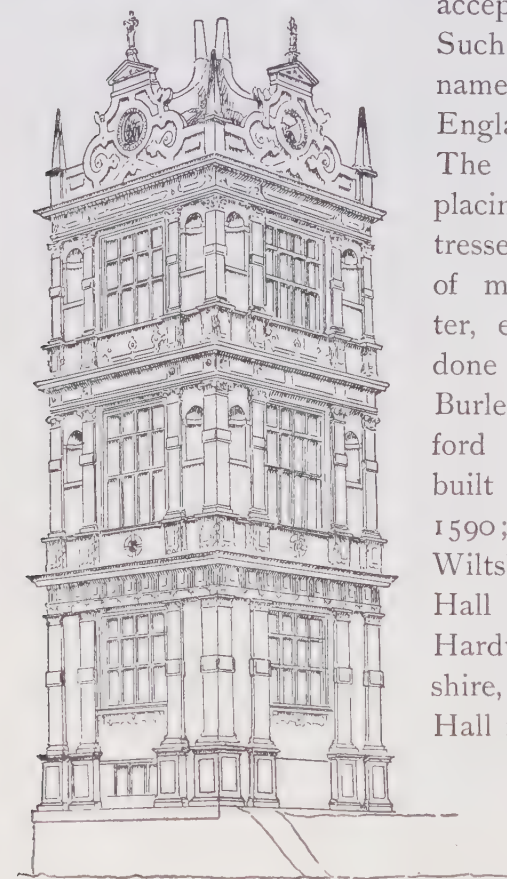 accep
Such
name
Engla
The
placin
tresse
of m
ter, e
done
Burle
ford
built
1590;
Wilts
Hall
Hardw
shire,
Hall